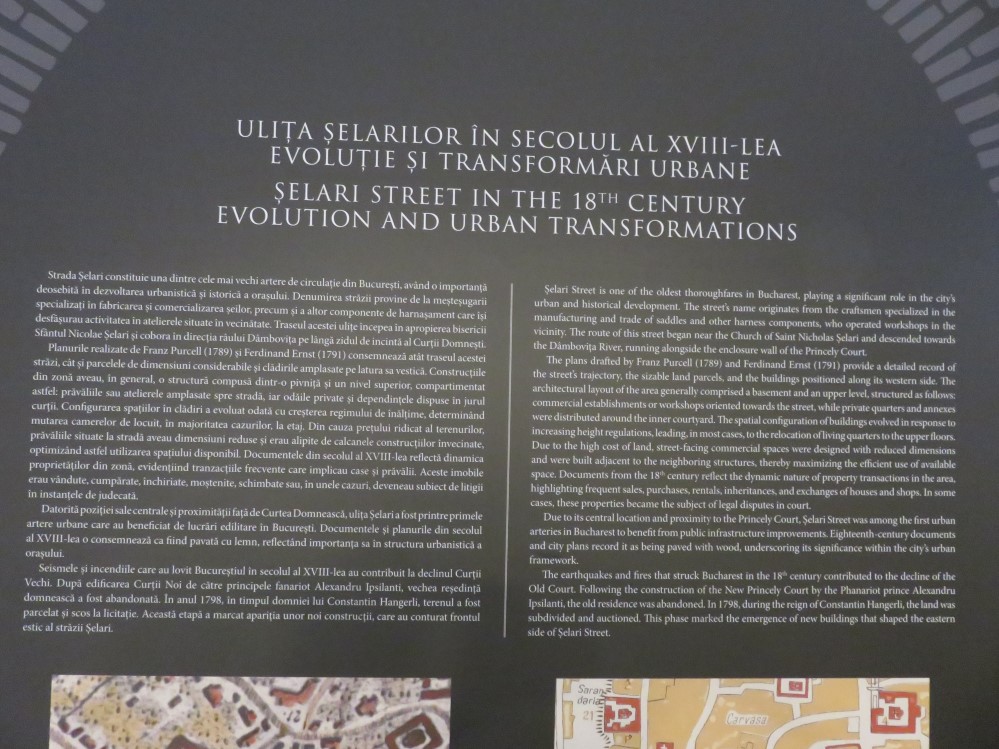 ULIȚA ȘELARILOR ÎN SECOLUL AL XVIII-LEA
EVOLUȚIE ȘI TRANSFORMĂRI URBANE
ȘELARI STREET IN THE 18TH CENTURY
EVOLUTION AND URBAN TRANSFORMATIONS
Strada Șelari constituie una dintre cele mai vechi artere de circulație din București, având o importanță
deosebită în dezvoltarea urbanistică și istorică a orașului. Denumirea străzii provine de la meșteșugarii
specializați în fabricarea și comercializarea șeilor, precum și a altor componente de harnașament care își
desfășurau activitatea în atelierele situate în vecinătate. Traseul acestei ulițe începea în apropierea bisericii
Sfântul Nicolae Șelari și cobora în direcția râului Dâmbovița pe lângă zidul de incintă al Curții Domnești.
Planurile realizate de Franz Purcell (1789) și Ferdinand Ernst (1791) consemnează atât traseul acestei
străzi, cât și parcelele de dimensiuni considerabile și clădirile amplasate pe latura sa vestică. Construcțiile
din zonă aveau, în general, o structură compusă dintr-o pivniță și un nivel superior, compartimentat
astfel: prăvăliile sau atelierele amplasate spre stradă, iar odăile private și dependințele dispuse în jurul
curții. Configurarea spațiilor în clădiri a evoluat odată cu creșterea regimului de înălțime, determinând
mutarea camerelor de locuit, în majoritatea cazurilor, la etaj. Din cauza prețului ridicat al terenurilor,
prăvăliile situate la stradă aveau dimensiuni reduse și erau alipite de calcanele construcțiilor învecinate,
optimizând astfel utilizarea spațiului disponibil. Documentele din secolul al XVIII-lea reflectă dinamica
proprietăților din zonă, evidențiind tranzacțiile frecvente care implicau case și prăvălii. Aceste imobile
erau vândute, cumpărate, închiriate, moștenite, schimbate sau, în unele cazuri, deveneau subiect de litigii
în instanțele de judecată.
Datorită poziției sale centrale și proximității față de Curtea Domnească, ulița Șelari a fost printre primele
artere urbane care au beneficiat de lucrări edilitare în București. Documentele și planurile din secolul
al XVIII-lea o consemnează ca fiind pavată cu lemn, reflectând importanța sa în structura urbanistică a
orașului.
Seismele și incendiile care au lovit Bucureștiul în secolul al XVIII-lea au contribuit la declinul Curții
Vechi. După edificarea Curții Noi de către principele fanariot Alexandru Ipsilanti, vechea reședință
domnească a fost abandonată. În anul 1798, în timpul domniei lui Constantin Hangerli, terenul a fost
parcelat și scos la licitație. Această etapă a marcat apariția unor noi construcții, care au conturat frontul
estic al străzii Șelari.
Șelari Street is one of the oldest thoroughfares in Bucharest, playing a significant role in the city's
urban and historical development. The street's name originates from the craftsmen specialized in the
manufacturing and trade of saddles and other harness components, who operated workshops in the
vicinity. The route of this street began near the Church of Saint Nicholas Șelari and descended towards
the Dâmbovița River, running alongside the enclosure wall of the Princely Court.
The plans drafted by Franz Purcell (1789) and Ferdinand Ernst (1791) provide a detailed record of
the street's trajectory, the sizable land parcels, and the buildings positioned along its western side. The
architectural layout of the area generally comprised a basement and an upper level, structured as follows:
commercial establishments or workshops oriented towards the street, while private quarters and annexes
were distributed around the inner courtyard. The spatial configuration of buildings evolved in response to
increasing height regulations, leading, in most cases, to the relocation of living quarters to the upper floors.
Due to the high cost of land, street-facing commercial spaces were designed with reduced dimensions
and were built adjacent to the neighboring structures, thereby maximizing the efficient use of available
space. Documents from the 18th century reflect the dynamic nature of property transactions in the area,
highlighting frequent sales, purchases, rentals, inheritances, and exchanges of houses and shops. In some
cases, these properties became the subject of legal disputes in court.
Due to its central location and proximity to the Princely Court, Șelari Street was among the first urban
arteries in Bucharest to benefit from public infrastructure improvements. Eighteenth-century documents
and city plans record it as being paved with wood, underscoring its significance within the city's urban
framework.
The earthquakes and fires that struck Bucharest in the 18th century contributed to the decline of the
Old Court. Following the construction of the New Princely Court by the Phanariot prince Alexandru
Ipsilanti, the old residence was abandoned. In 1798, during the reign of Constantin Hangerli, the land was
subdivided and auctioned. This phase marked the emergence of new buildings that shaped the eastern
side of Șelari Street.
Saran
daria
21
Carvasa